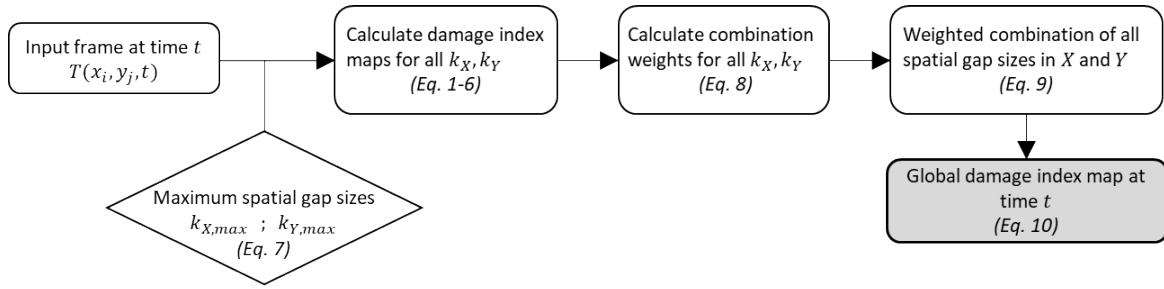 Input frame at time t
T(x_i, y_j, t)
Calculate damage index
maps for all k_X, k_Y
(Eq. 1-6)
Calculate combination
weights for all k_X, k_Y
(Eq. 8)
Weighted combination of all
spatial gap sizes in X and Y
(Eq. 9)
Maximum spatial gap sizes
k_{X,max} ; k_{Y,max}
(Eq. 7)
Global damage index map at
time t
(Eq. 10)